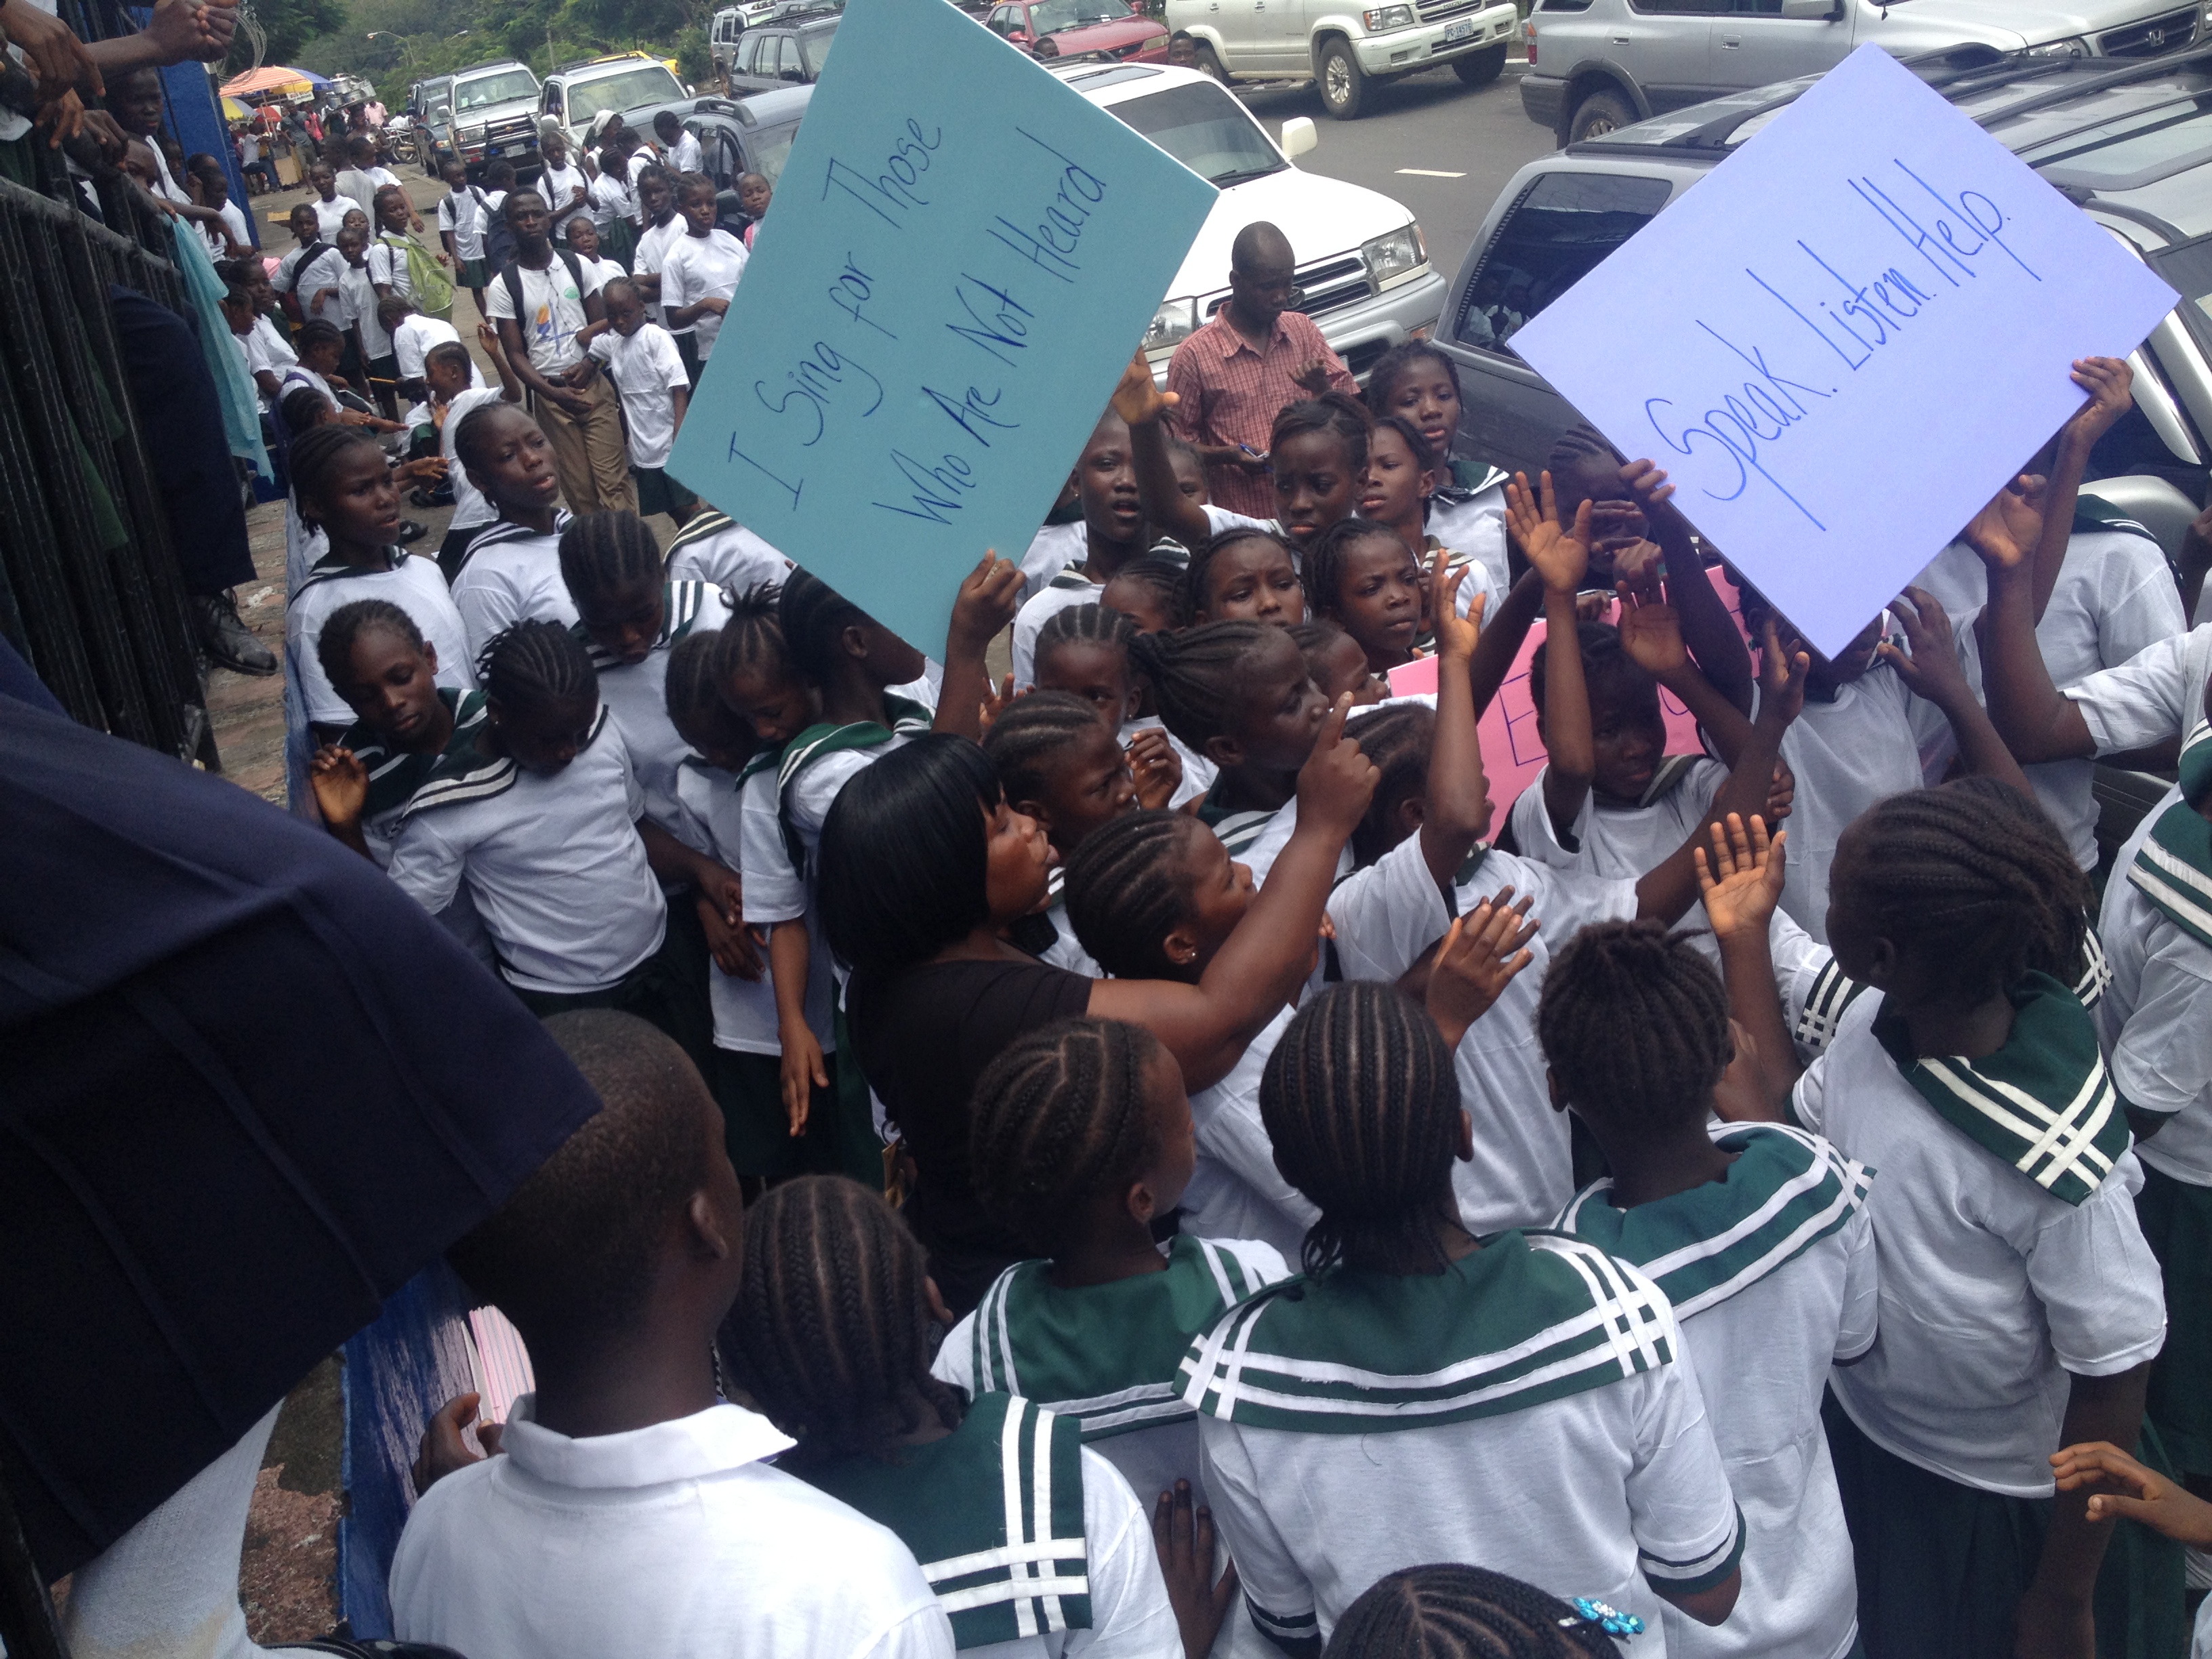 I Sing for Those
Who Are Not Heard
Speak. Listen. Help.